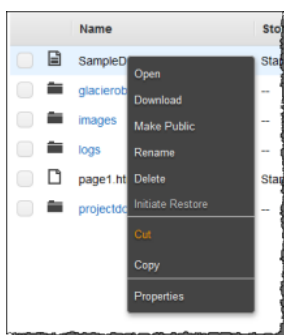 Name Sto
SampleD Sta
Open
glacierob --
Download
images --
Make Public
logs --
Rename
page1.ht Star
Delete
Initiate Restore
projectdo --
Cut
Copy
Properties